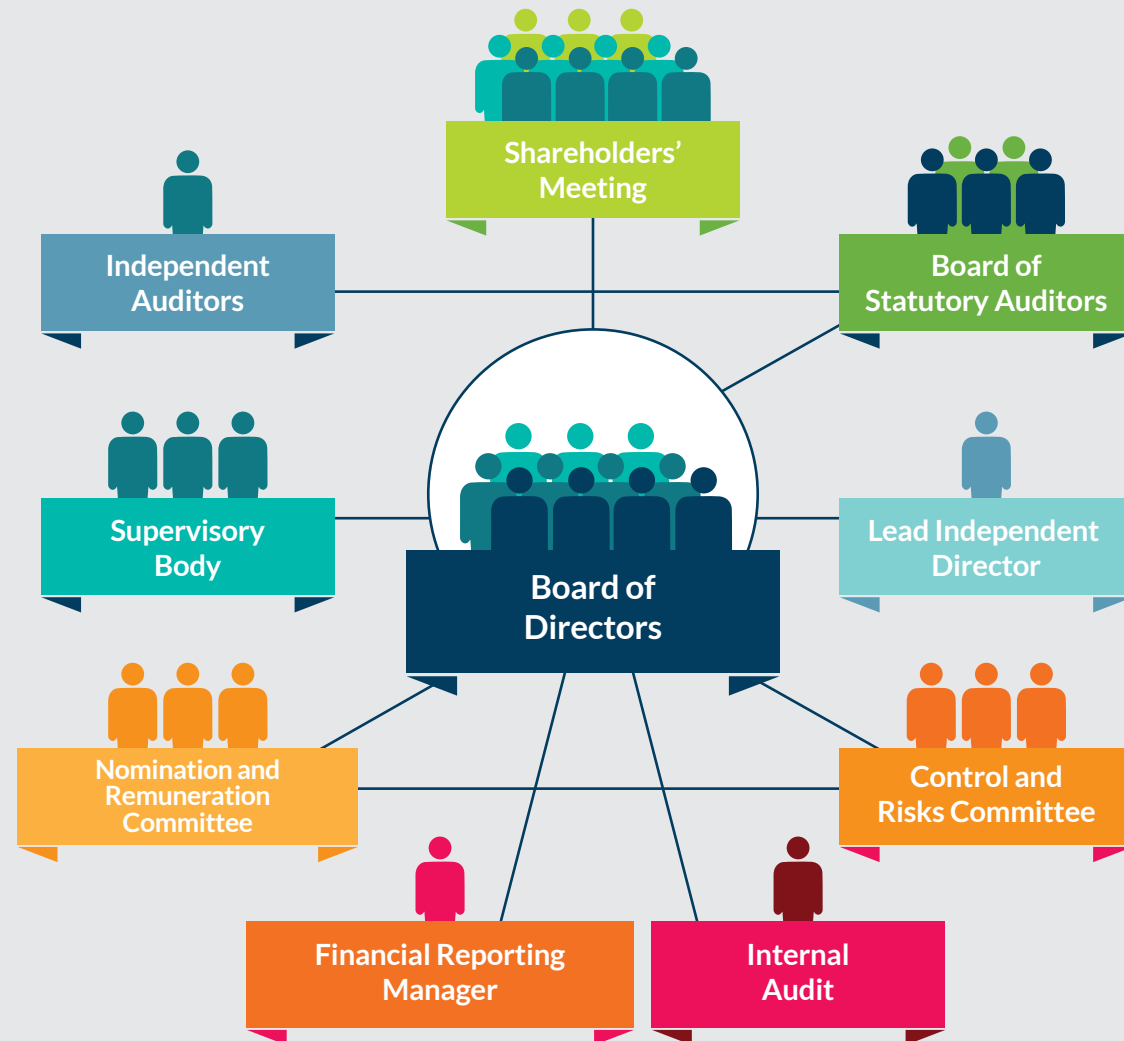 Shareholders’
Meeting
Independent
Auditors
Board of
Statutory Auditors
Supervisory
Body
Board of
Directors
Lead Independent
Director
Nomination and
Remuneration
Committee
Control and
Risks Committee
Financial Reporting
Manager
Internal
Audit